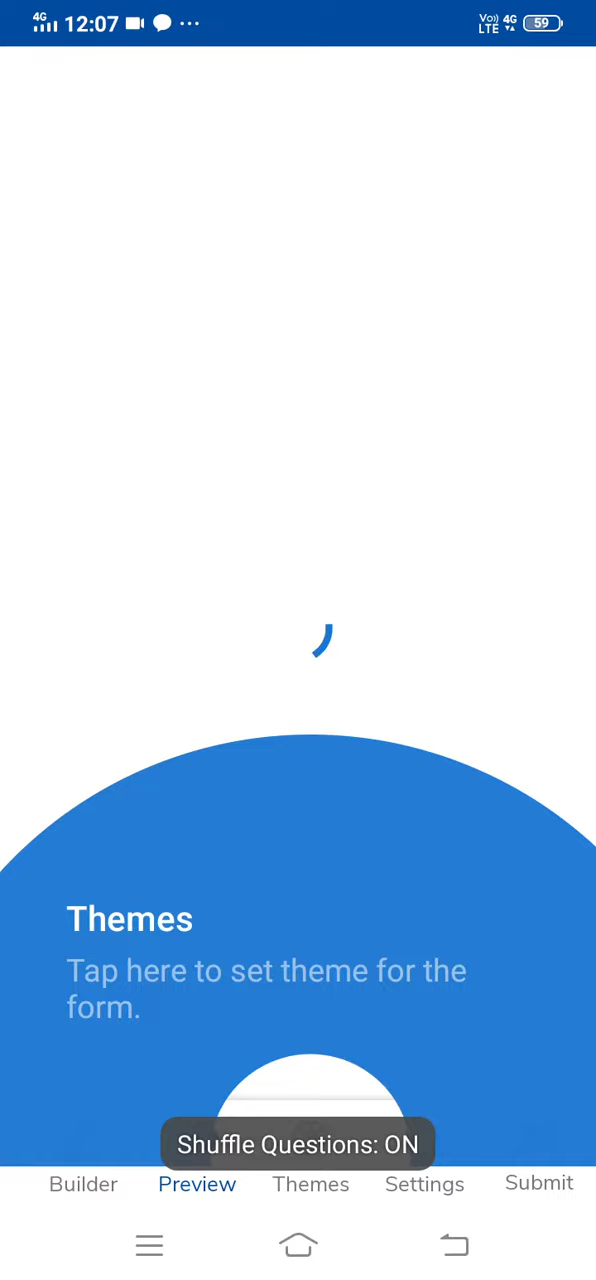 4G 12:07 ... Vo)) LTE 4G 59
Themes
Tap here to set theme for the
form.
Shuffle Questions: ON
Builder Preview Themes Settings Submit